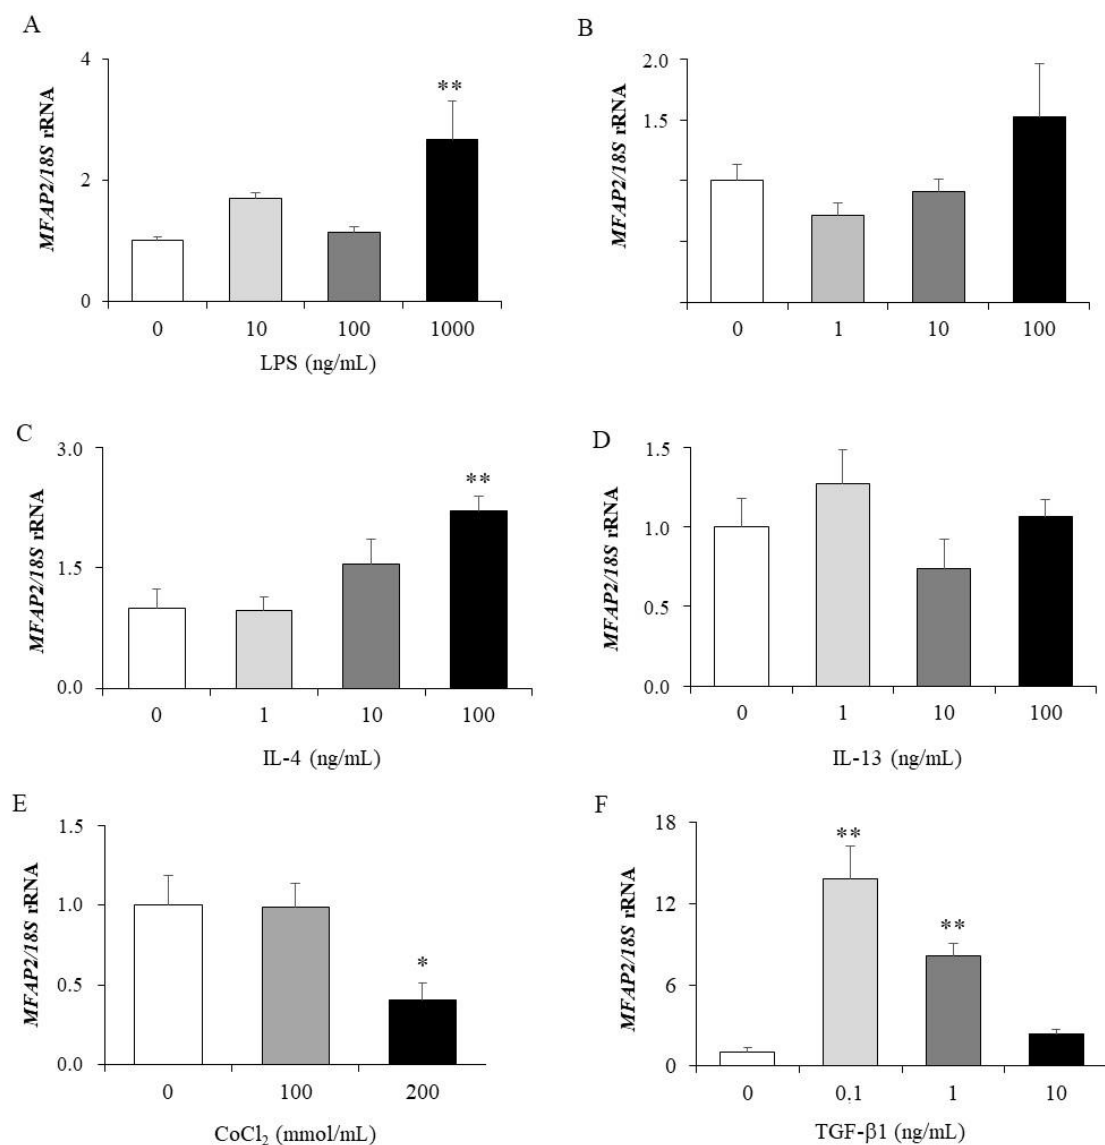 A
MFAP2/18S rRNA
4
2
0
**
0 10 100 1000
LPS (ng/mL)
B
MFAP2/18S rRNA
2.0
1.5
0 1 10 100
C
MFAP2/18S rRNA
3.0
1.5
0.0
**
0 1 10 100
IL-4 (ng/mL)
D
MFAP2/18S rRNA
1.5
1.0
0.5
0.0
0 1 10 100
IL-13 (ng/mL)
E
MFAP2/18S rRNA
1.5
1.0
0.5
0.0
*
0 100 200
CoCl₂ (mmol/mL)
F
MFAP2/18S rRNA
18
12
6
0
**
**
0 0.1 1 10
TGF-β1 (ng/mL)